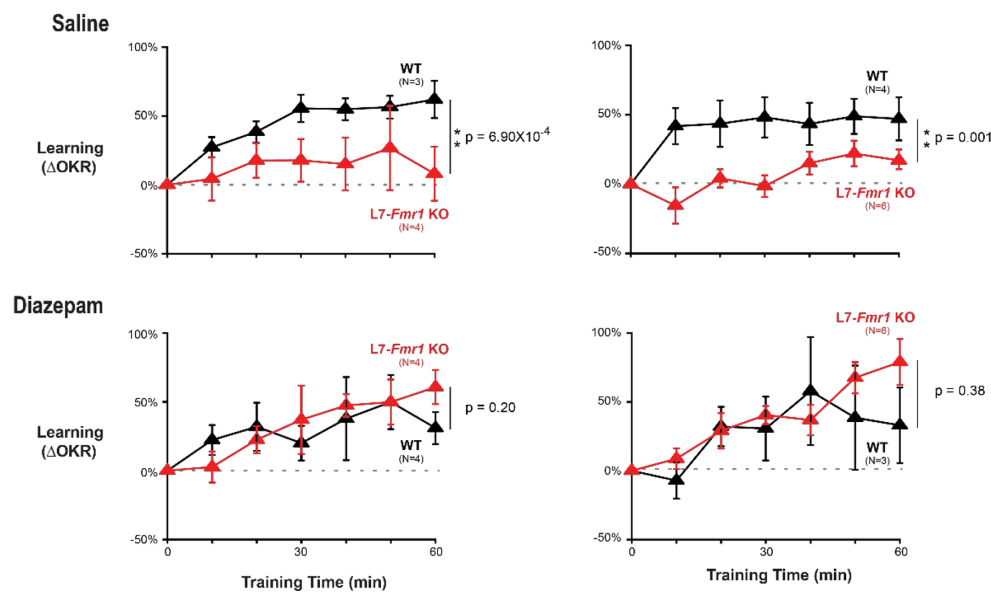 Saline
100%
50%
0%
-50%
Learning
(ΔOKR)
WT
(N=3)
L7-Fmr1 KO
(N=4)
*
*
p = 6.90X10-4
100%
50%
0%
-50%
WT
(N=4)
L7-Fmr1 KO
(N=6)
*
*
p = 0.001
Diazepam
100%
50%
0%
-50%
Learning
(ΔOKR)
L7-Fmr1 KO
(N=4)
WT
(N=4)
p = 0.20
0
30
60
Training Time (min)
100%
50%
0%
-50%
L7-Fmr1 KO
(N=6)
WT
(N=3)
p = 0.38
0
30
60
Training Time (min)